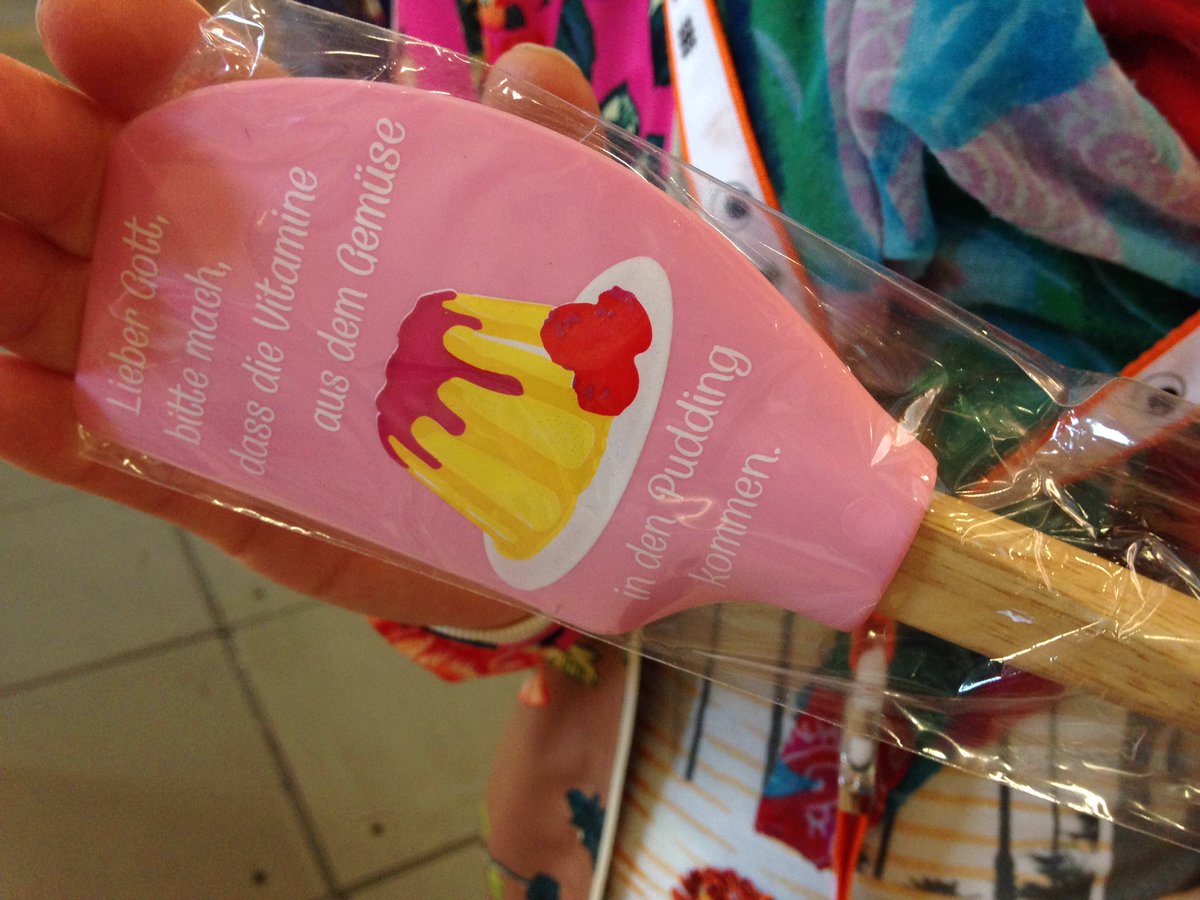 Lieber Gott,
bitte mach,
dass die Vitamine
aus dem Gemüse
in den Pudding
kommen.